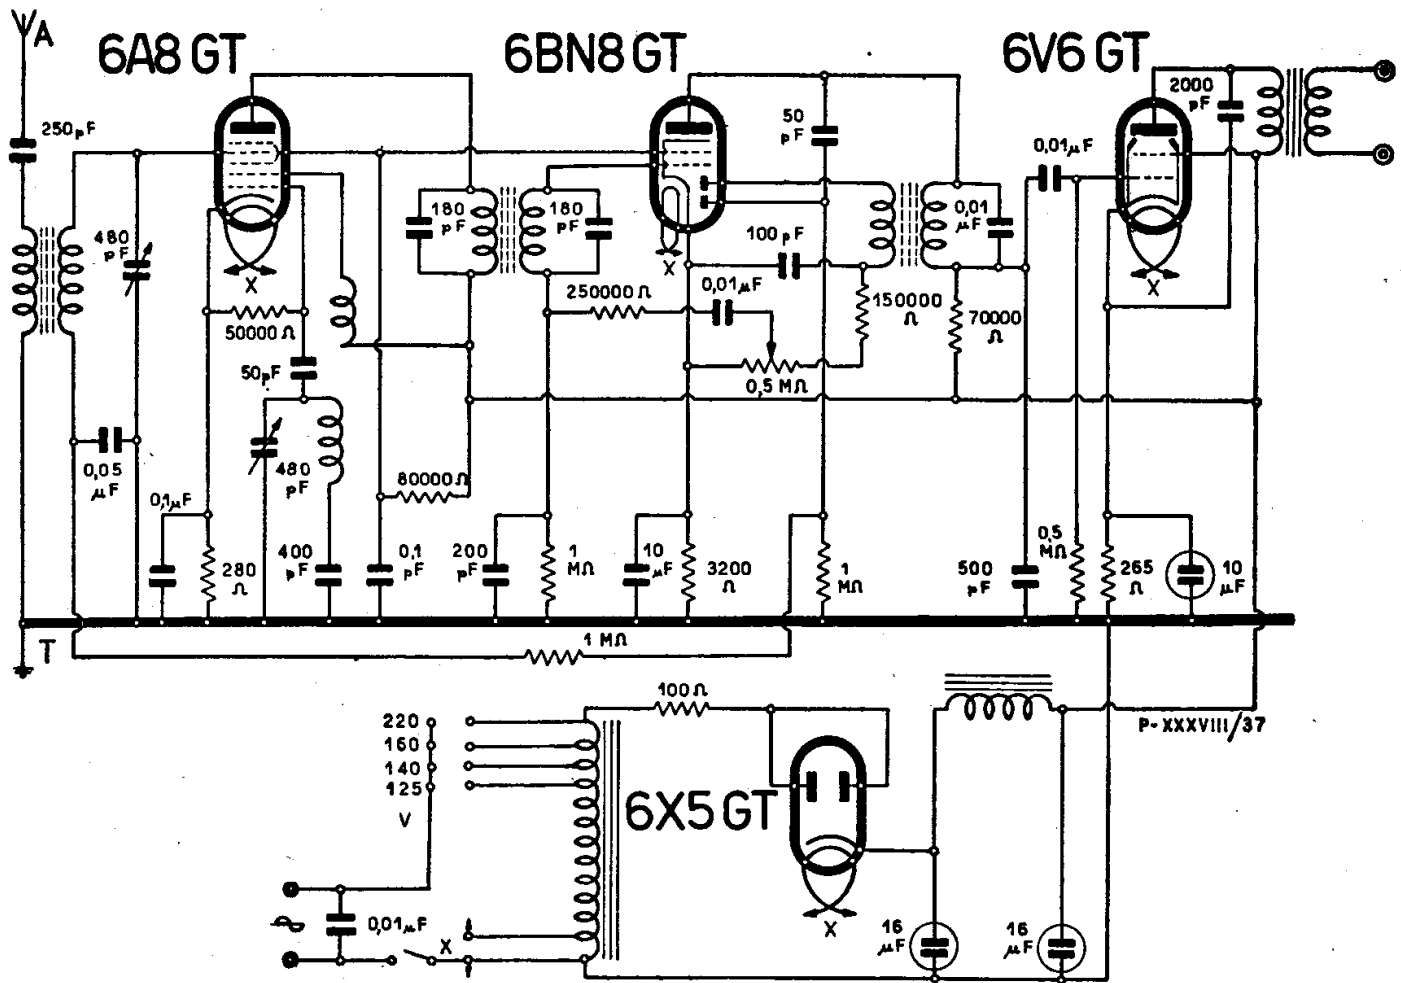 A
6A8 GT
6BN8 GT
6V6 GT
250pF
2000
pF
50
pF
0,01μF
480
pF
180
pF
180
pF
100pF
0,01
μF
X
X
X
50000Ω
250000Ω
0,01μF
150000
Ω
70000
Ω
50pF
0,5 MΩ
0,05
μF
480
pF
80000Ω
0,1μF
280
Ω
400
pF
0,1
pF
200
pF
1
MΩ
10
μF
3200
Ω
1
MΩ
500
pF
0,5
MΩ
265
Ω
10
μF
T
1 MΩ
100Ω
P-XXXVIII/37
220
160
140
125
V
6X5 GT
0,01μF
X
X
16
μF
16
μF